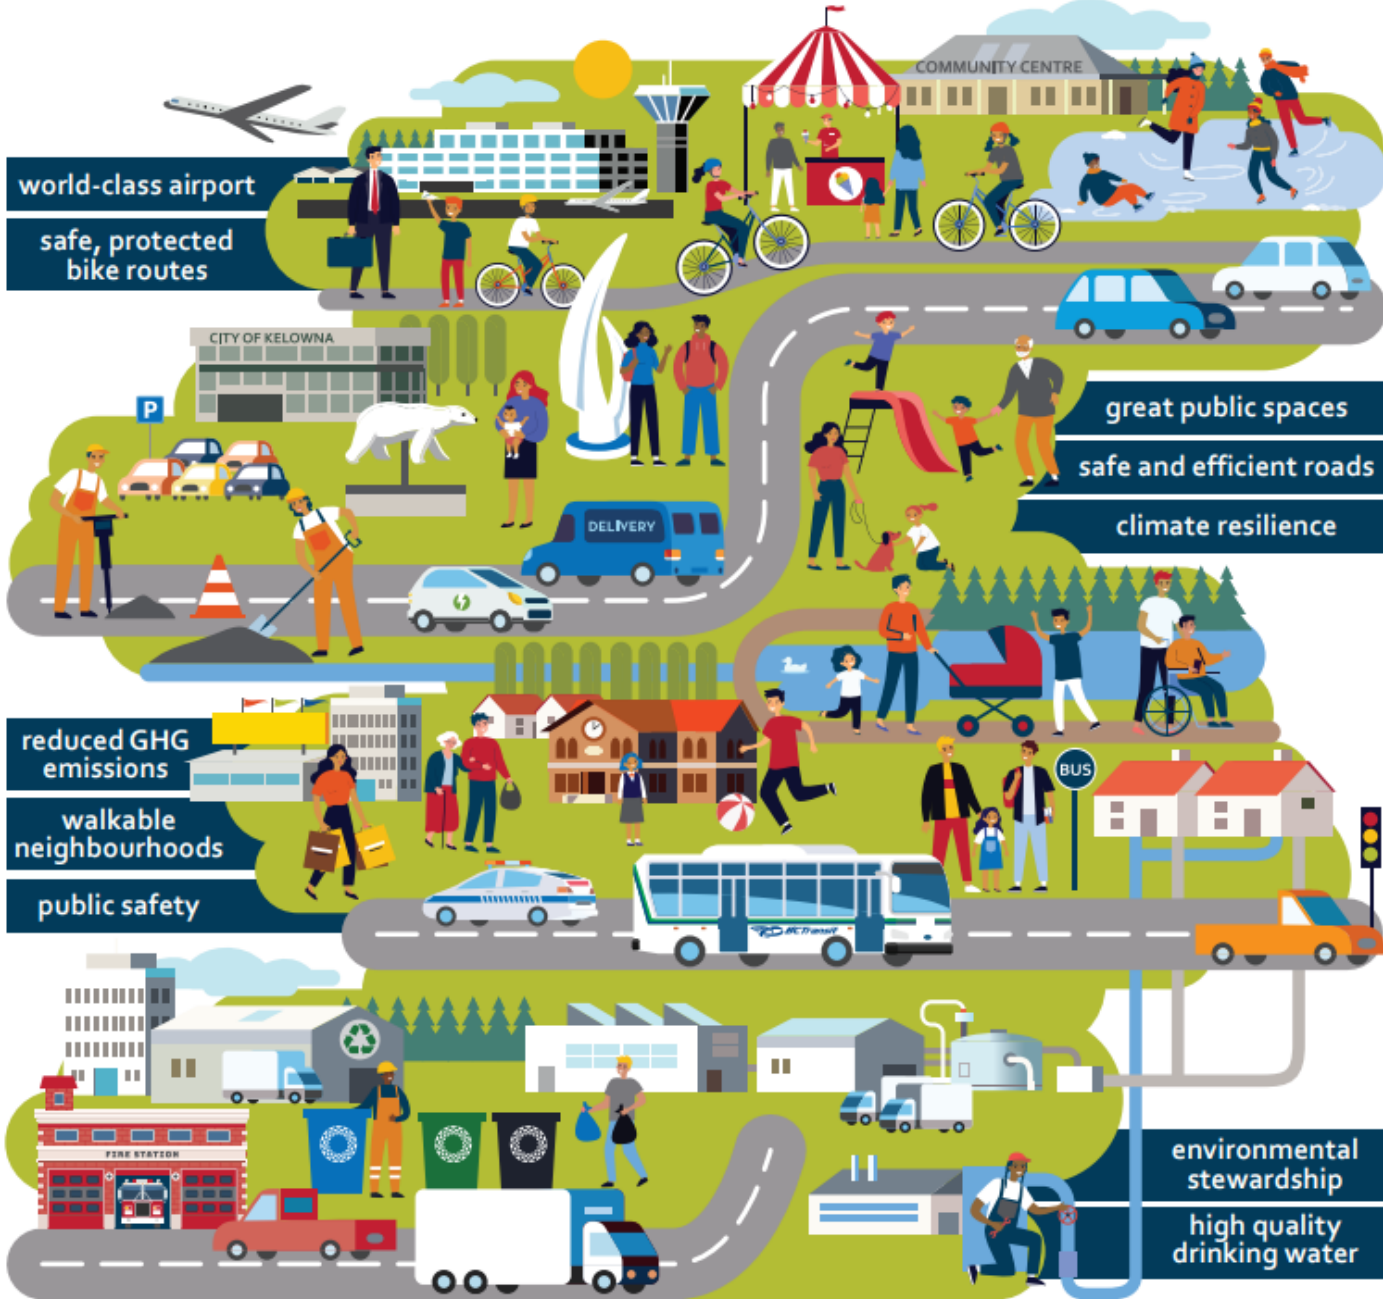 COMMUNITY CENTRE
world-class airport
safe, protected
bike routes
CITY OF KELOWNA
P
great public spaces
safe and efficient roads
climate resilience
DELIVERY
reduced GHG
emissions
walkable
neighbourhoods
public safety
BUS
BC Transit
FIRE STATION
environmental
stewardship
high quality
drinking water